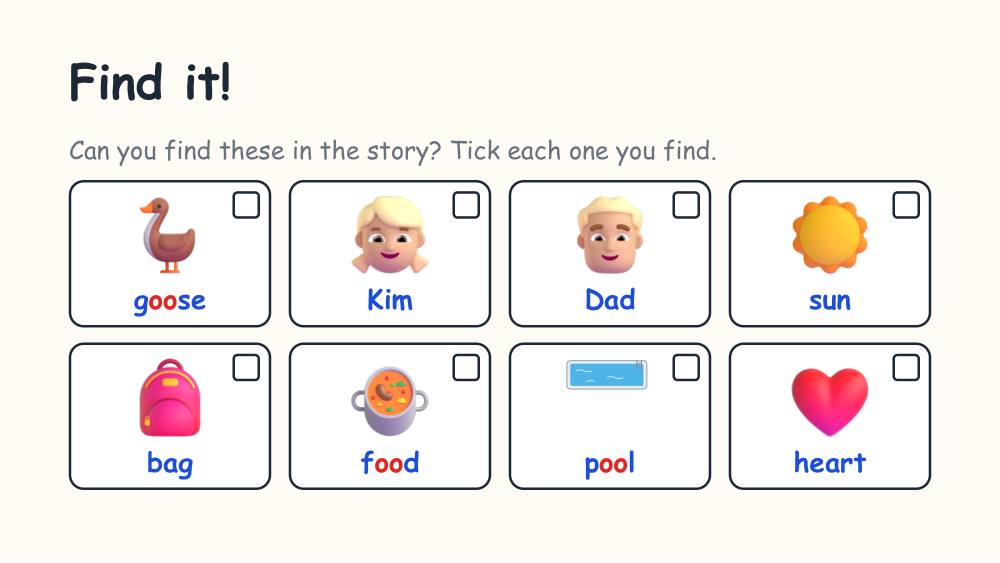 Find it!
Can you find these in the story? Tick each one you find.
goose
Kim
Dad
sun
bag
food
pool
heart